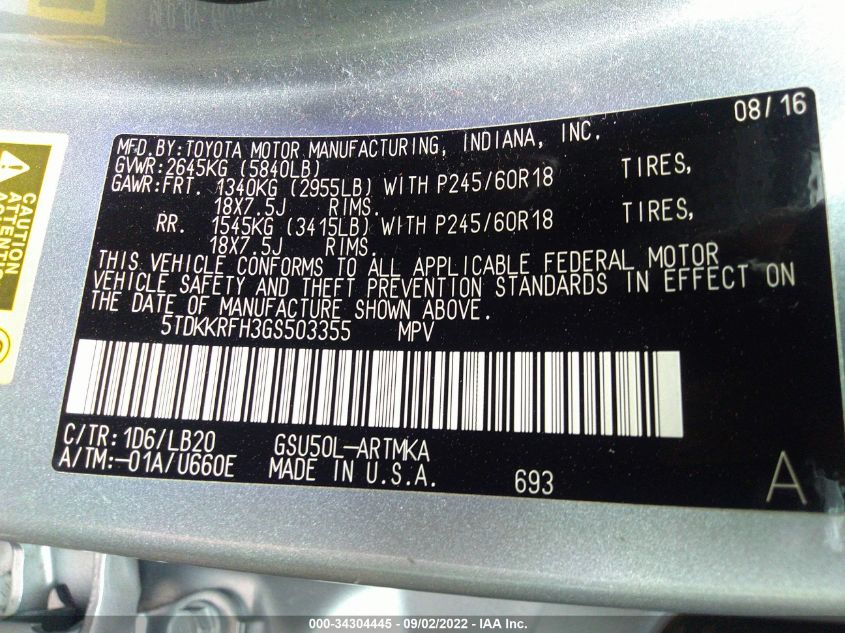 08/16
MFD.BY:TOYOTA MOTOR MANUFACTURING, INDIANA, INC.
GVWR:2645KG (5840LB)
GAWR:FRT. 1340KG (2955LB) WITH P245/60R18 TIRES,
18X7.5J RIMS.
RR. 1545KG (3415LB) WITH P245/60R18 TIRES,
18X7.5J RIMS.
THIS VEHICLE CONFORMS TO ALL APPLICABLE FEDERAL MOTOR
VEHICLE SAFETY AND THEFT PREVENTION STANDARDS IN EFFECT ON
THE DATE OF MANUFACTURE SHOWN ABOVE.
5TDKKRFH3GS503355 MPV
C/TR:1D6/LB20 GSU50L-ARTMKA
A/TM:-01A/U660E MADE IN U.S.A.
693 A
CAUTION
000-34304445 - 09/02/2022 - IAA Inc.